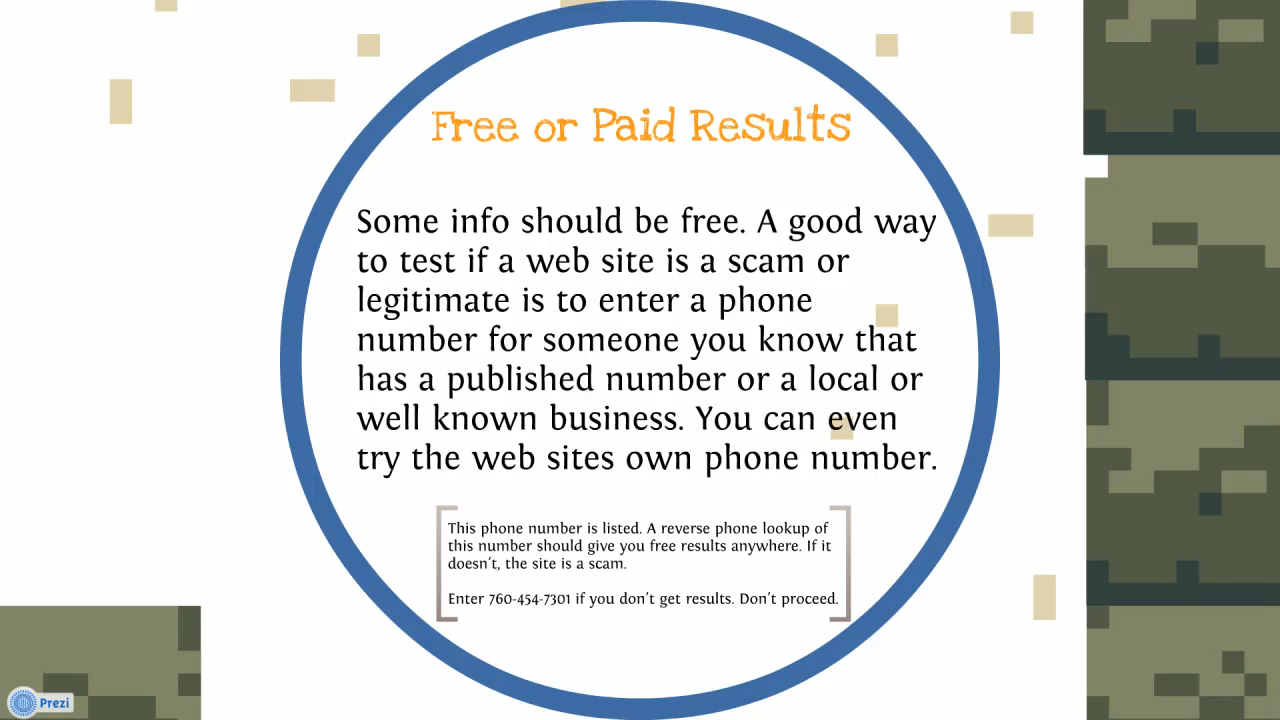 Free or Paid Results
Some info should be free. A good way
to test if a web site is a scam or
legitimate is to enter a phone
number for someone you know that
has a published number or a local or
well known business. You can even
try the web sites own phone number.
This phone number is listed. A reverse phone lookup of
this number should give you free results anywhere. If it
doesn't, the site is a scam.
Enter 760-454-7301 if you don't get results. Don't proceed.
Prezi